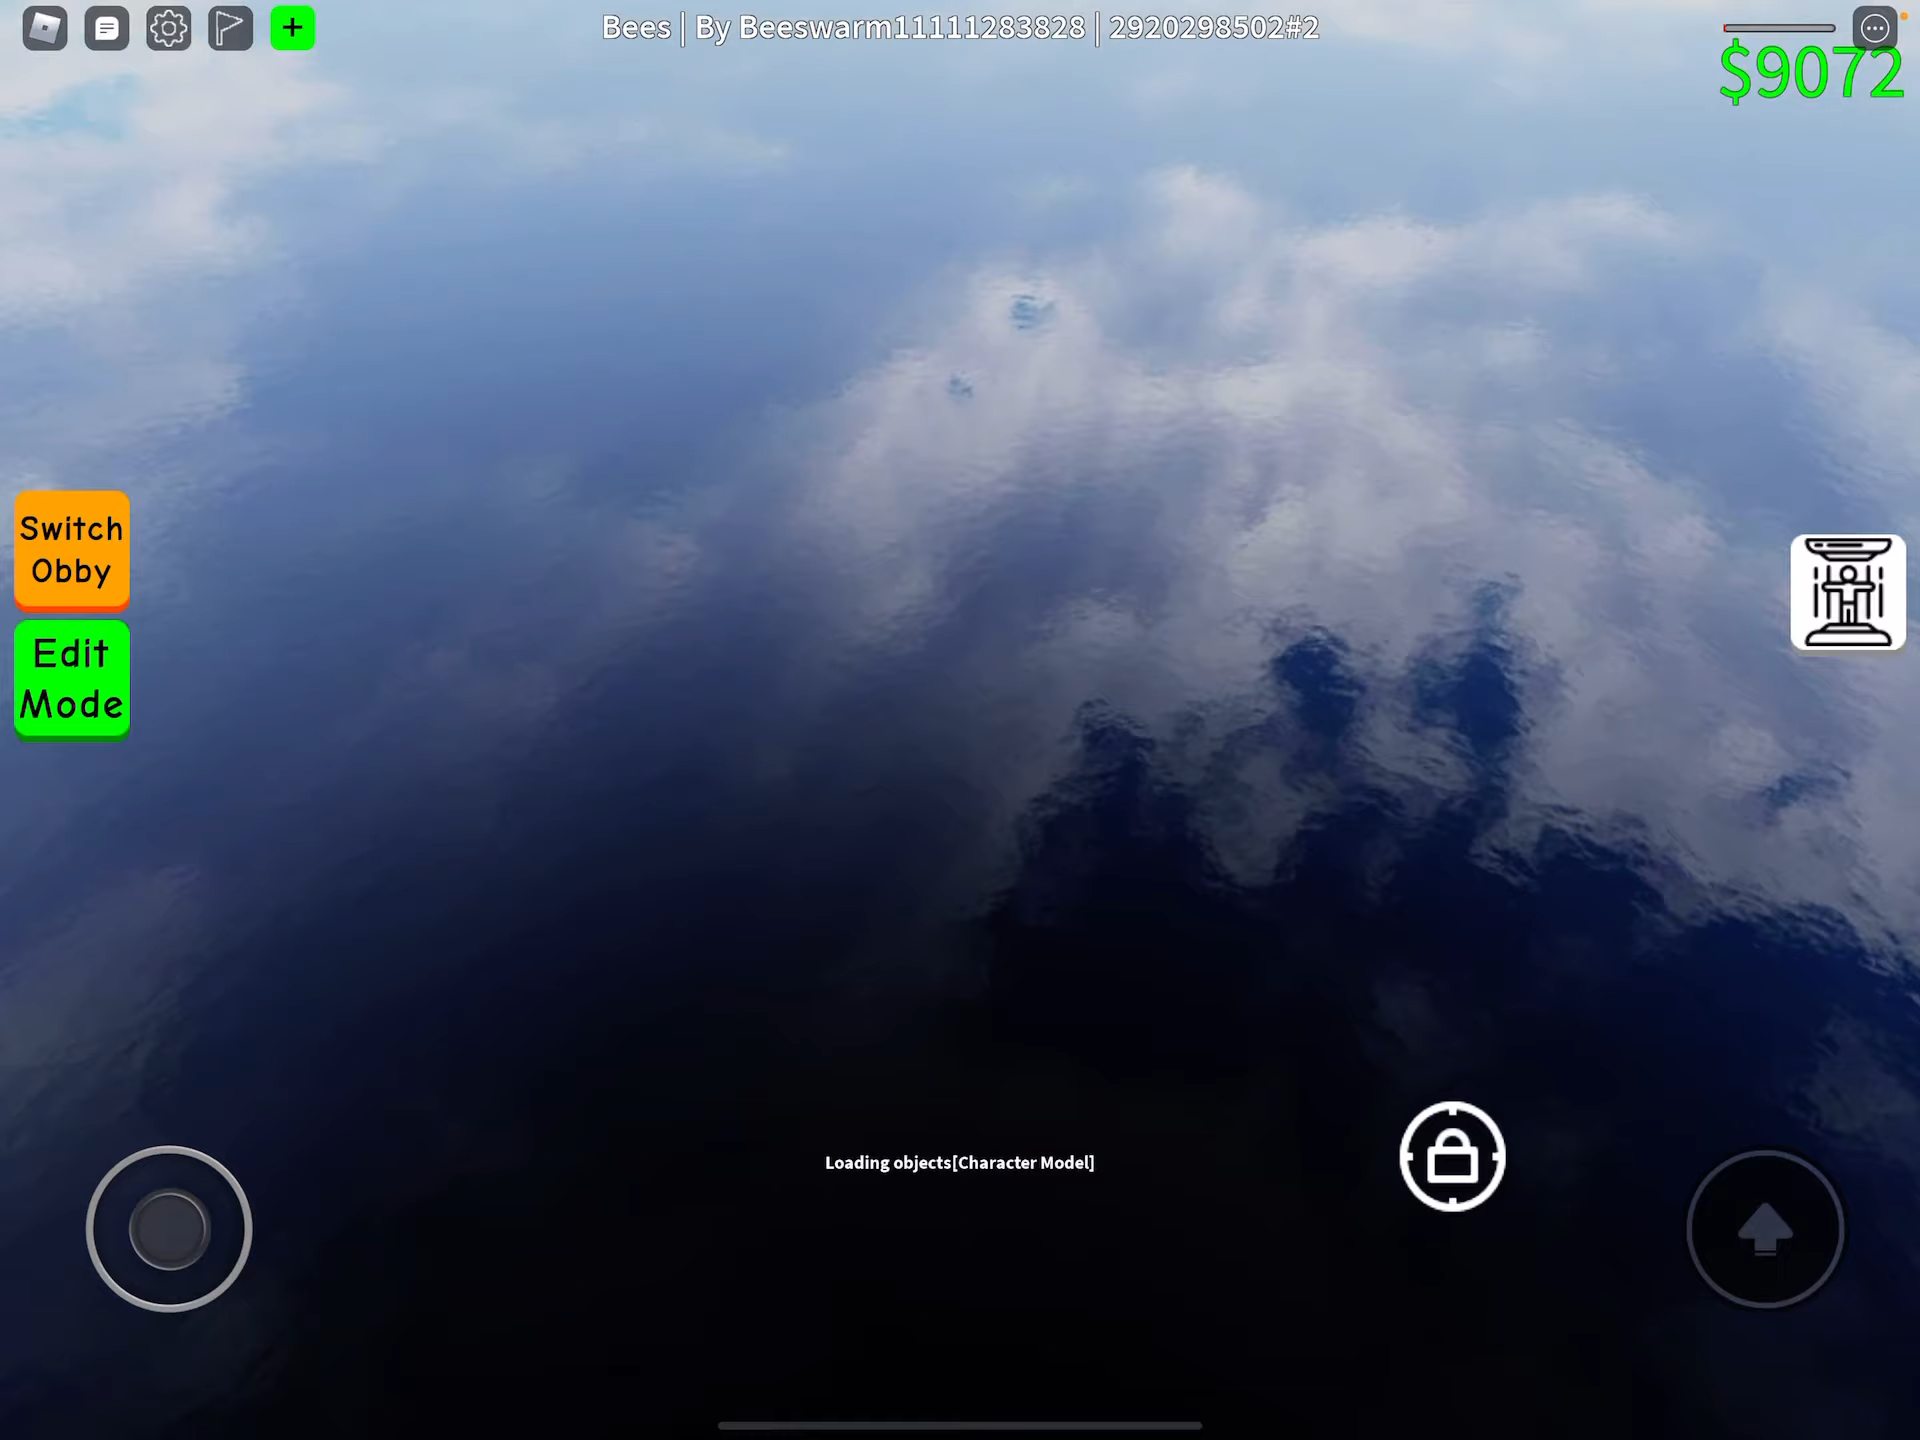 Bees | By Beeswarm11111283828 | 2920298502#2
$9072
Switch
Obby
Edit
Mode
Loading objects[Character Model]